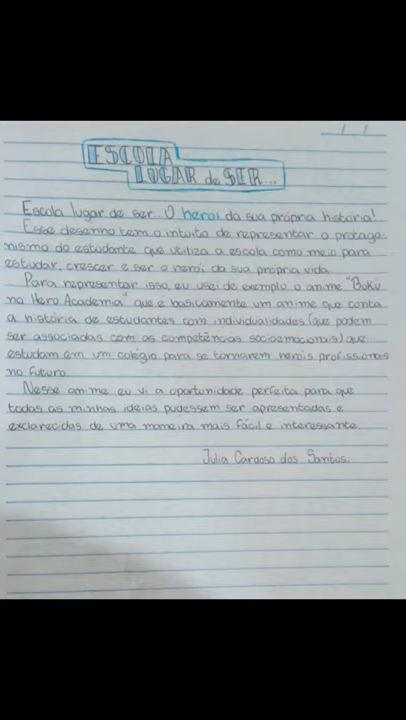 ESCOLA
LUGAR de SER...
Escola lugar de ser. O herói da sua própria história!
Esse desenho tem o intuito de representar o protago-
nismo do estudante que utiliza a escola como meio para
estudar, crescer e ser o herói da sua própria vida.
Para representar isso, eu usei de exemplo o anime "Boku
no Hero Academia" que é basicamente um anime que conta
a história de estudantes com individualidades (que podem
ser associadas com as competências socioemocionais) que
estudam em um colégio para se tornarem heróis profissionais
no futuro.
Nesse anime eu vi a oportunidade perfeita para que
todas as minhas ideias pudessem ser apresentadas e
esclarecidas de uma maneira mais fácil e interessante.
Julia Cardoso dos Santos.